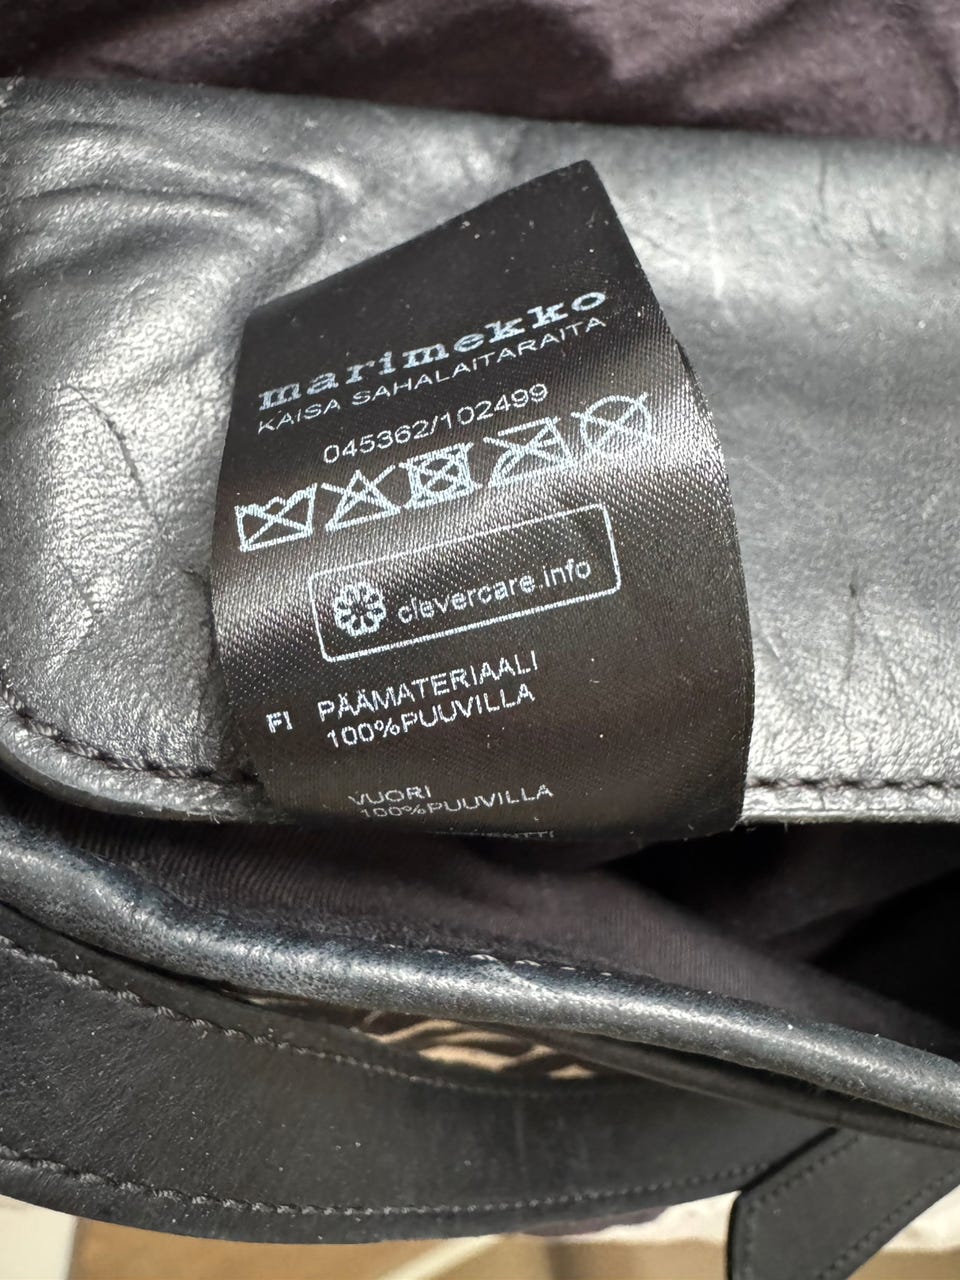 marimekko
KAISA SAHALAITARAITA
045362/102499
clevercare.info
FI PÄÄMATERIAALI
100%PUUVILLA
VUORI
100%PUUVILLA